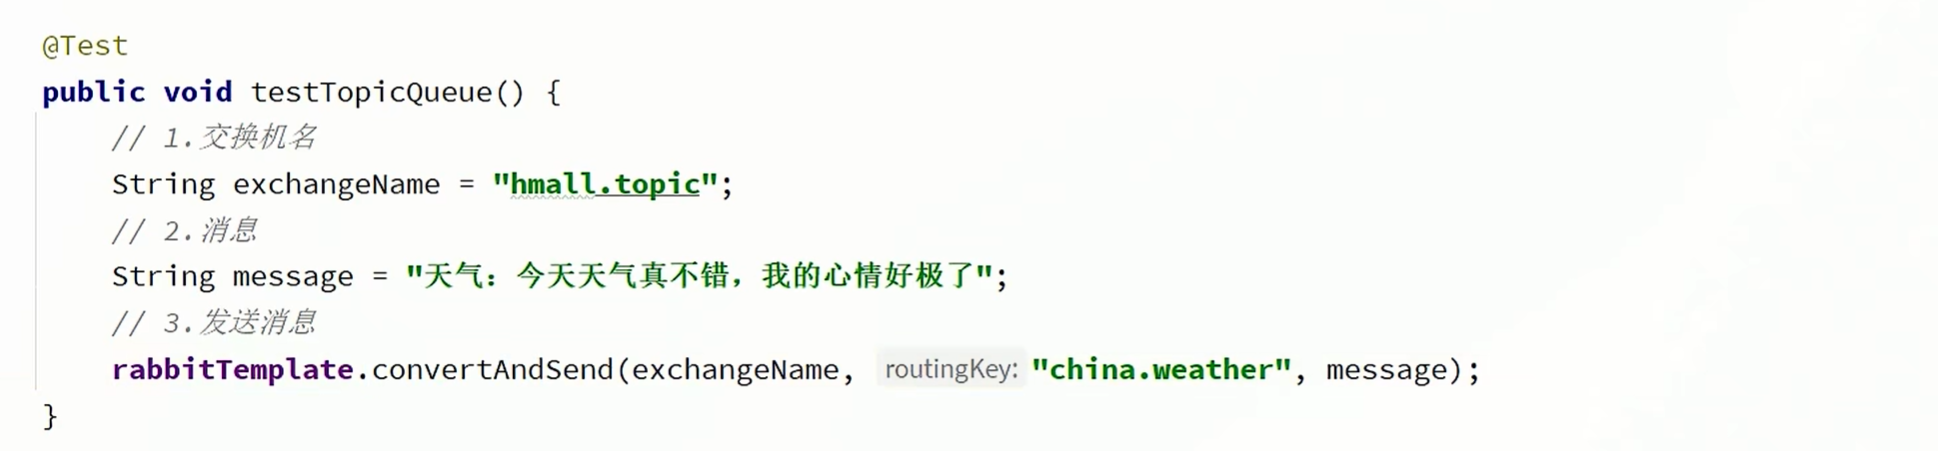 @Test
public void testTopicQueue() {
// 1.交换机名
String exchangeName = "hmall.topic";
// 2.消息
String message = "天气：今天天气真不错，我的心情好极了";
// 3.发送消息
rabbitTemplate.convertAndSend(exchangeName, routingKey: "china.weather", message);
}